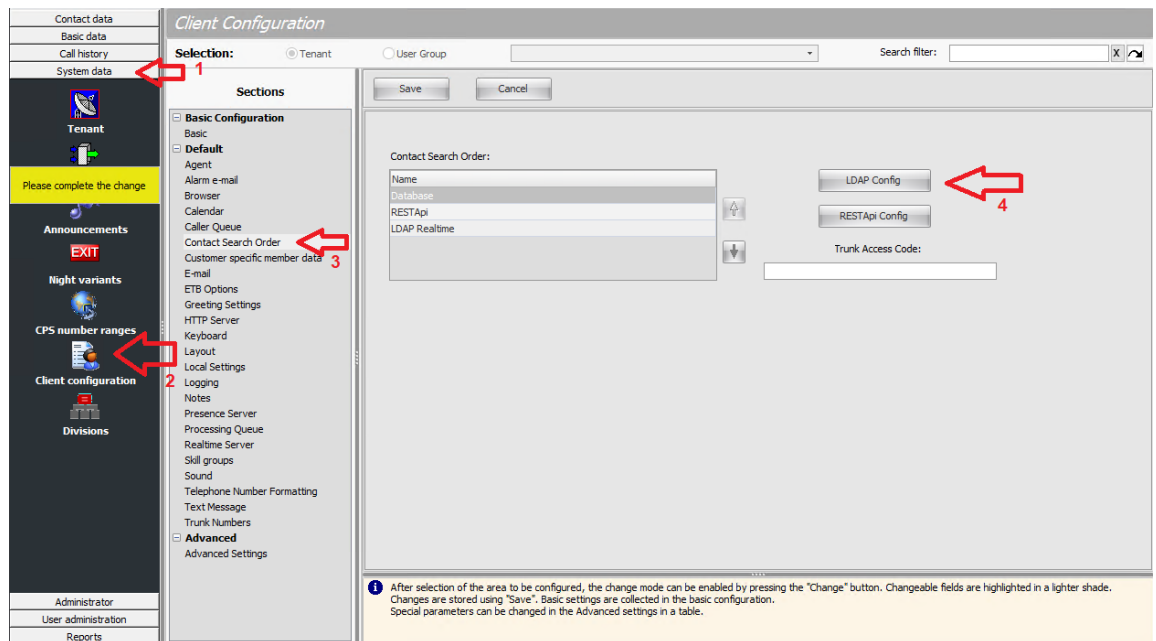 Contact data
Basic data
Call history
System data
1
Tenant
Please complete the change
Announcements
EXIT
Night variants
CPS number ranges
2
Client configuration
Divisions
Administrator
User administration
Reports
Client Configuration
Selection:
Tenant
User Group
Search filter:
X
Sections
Basic Configuration
Basic
Default
Agent
Alarm e-mail
Browser
Calendar
Caller Queue
Contact Search Order
3
Customer specific member data
E-mail
ETB Options
Greeting Settings
HTTP Server
Keyboard
Layout
Local Settings
Logging
Notes
Presence Server
Processing Queue
Realtime Server
Skill groups
Sound
Telephone Number Formatting
Text Message
Trunk Numbers
Advanced
Advanced Settings
Save
Cancel
Contact Search Order:
Name
Database
RESTApi
LDAP Realtime
LDAP Config
4
RESTApi Config
Trunk Access Code:
After selection of the area to be configured, the change mode can be enabled by pressing the "Change" button. Changeable fields are highlighted in a lighter shade.
Changes are stored using "Save". Basic settings are collected in the basic configuration.
Special parameters can be changed in the Advanced settings in a table.